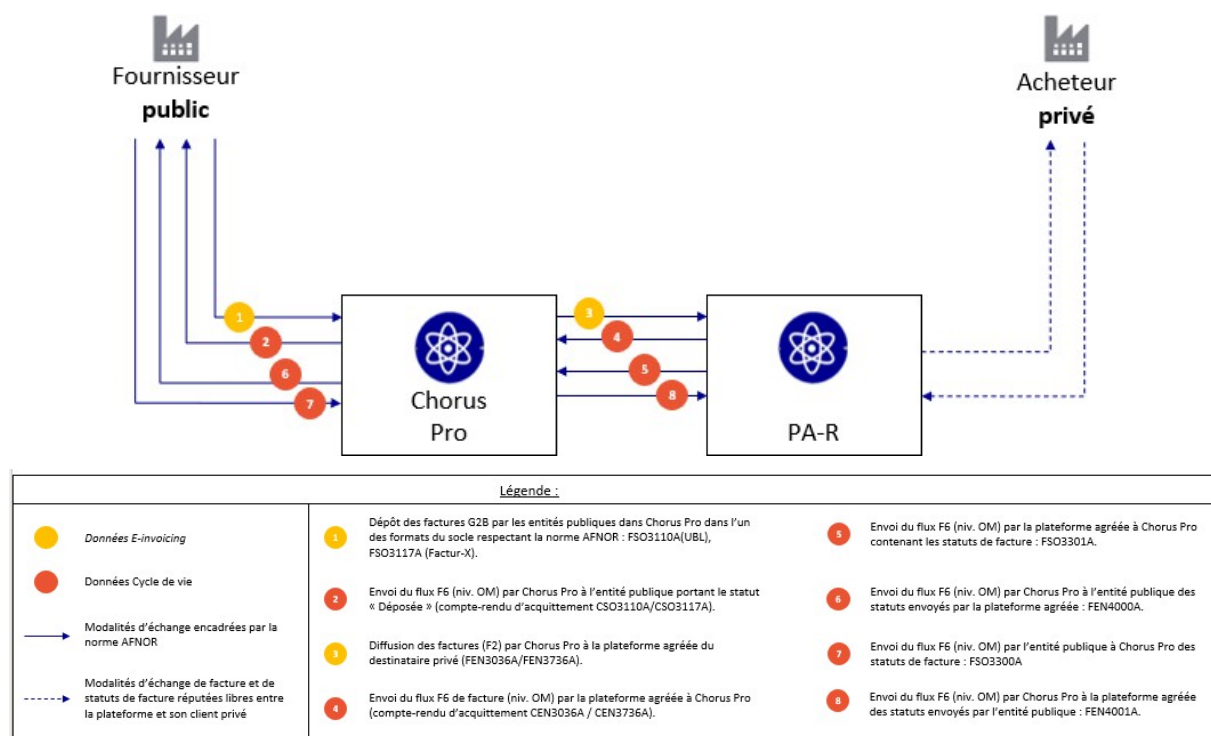 Fournisseur
public
Acheteur
privé
1
2
6
7
3
4
5
8
Chorus
Pro
PA-R
Légende :
Données E-invoicing
Données Cycle de vie
Modalités d'échange encadrées par la
norme AFNOR
Modalités d'échange de facture et de
statuts de facture réputées libres entre
la plateforme et son client privé
1
Dépôt des factures G2B par les entités publiques dans Chorus Pro dans l'un
des formats du socle respectant la norme AFNOR : FSO3110A(UBL),
FSO3117A (Factur-X).
2
Envoi du flux F6 (niv. OM) par Chorus Pro à l'entité publique portant le statut
« Déposée » (compte-rendu d'acquittement CSO3110A/CSO3117A).
3
Diffusion des factures (F2) par Chorus Pro à la plateforme agréée du
destinataire privé (FEN3036A/FEN3736A).
4
Envoi du flux F6 de facture (niv. OM) par la plateforme agréée à Chorus Pro
(compte-rendu d'acquittement CEN3036A / CEN3736A).
5
Envoi du flux F6 (niv. OM) par la plateforme agréée à Chorus Pro
contenant les statuts de facture : FSO3301A.
6
Envoi du flux F6 (niv. OM) par Chorus Pro à l'entité publique des
statuts envoyés par la plateforme agréée : FEN4000A.
7
Envoi du flux F6 (niv. OM) par l'entité publique à Chorus Pro des
statuts de facture : FSO3300A
8
Envoi du flux F6 (niv. OM) par Chorus Pro à la plateforme agréée
des statuts envoyés par l'entité publique : FEN4001A.